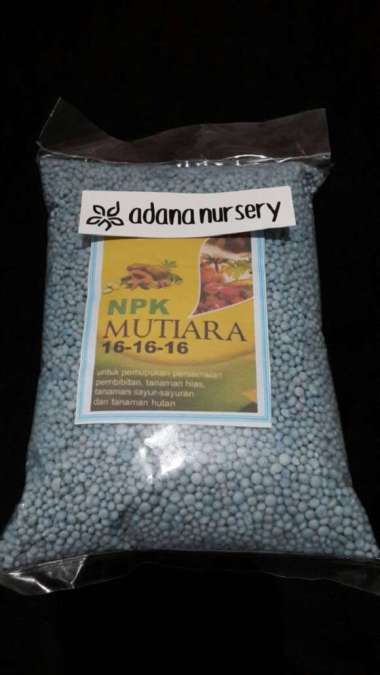 adana nursery
NPK
MUTIARA
16-16-16
untuk pemupukan persemaian
pembibitan, tanaman hias,
tanaman sayur-sayuran
dan tanaman hutan